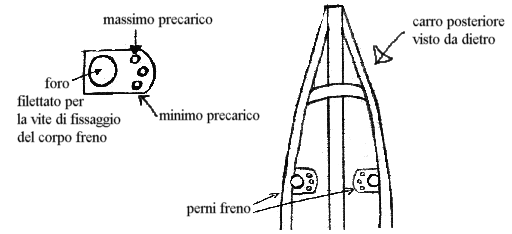 massimo precarico
foro
filettato per
la vite di fissaggio
del corpo freno
minimo precarico
carro posteriore
visto da dietro
perni freno